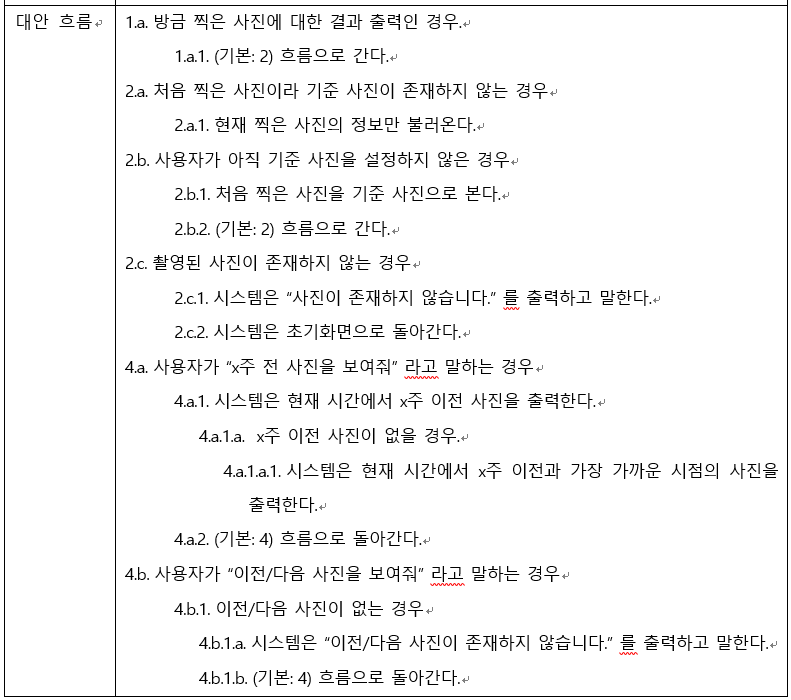 대안 흐름
1.a. 방금 찍은 사진에 대한 결과 출력인 경우.
1.a.1. (기본: 2) 흐름으로 간다.
2.a. 처음 찍은 사진이라 기준 사진이 존재하지 않는 경우
2.a.1. 현재 찍은 사진의 정보만 불러온다.
2.b. 사용자가 아직 기준 사진을 설정하지 않은 경우
2.b.1. 처음 찍은 사진을 기준 사진으로 본다.
2.b.2. (기본: 2) 흐름으로 간다.
2.c. 촬영된 사진이 존재하지 않는 경우
2.c.1. 시스템은 “사진이 존재하지 않습니다.” 를 출력하고 말한다.
2.c.2. 시스템은 초기화면으로 돌아간다.
4.a. 사용자가 “x주 전 사진을 보여줘” 라고 말하는 경우
4.a.1. 시스템은 현재 시간에서 x주 이전 사진을 출력한다.
4.a.1.a. x주 이전 사진이 없을 경우.
4.a.1.a.1. 시스템은 현재 시간에서 x주 이전과 가장 가까운 시점의 사진을
출력한다.
4.a.2. (기본: 4) 흐름으로 돌아간다.
4.b. 사용자가 “이전/다음 사진을 보여줘” 라고 말하는 경우
4.b.1. 이전/다음 사진이 없는 경우
4.b.1.a. 시스템은 “이전/다음 사진이 존재하지 않습니다.” 를 출력하고 말한다.
4.b.1.b. (기본: 4) 흐름으로 돌아간다.